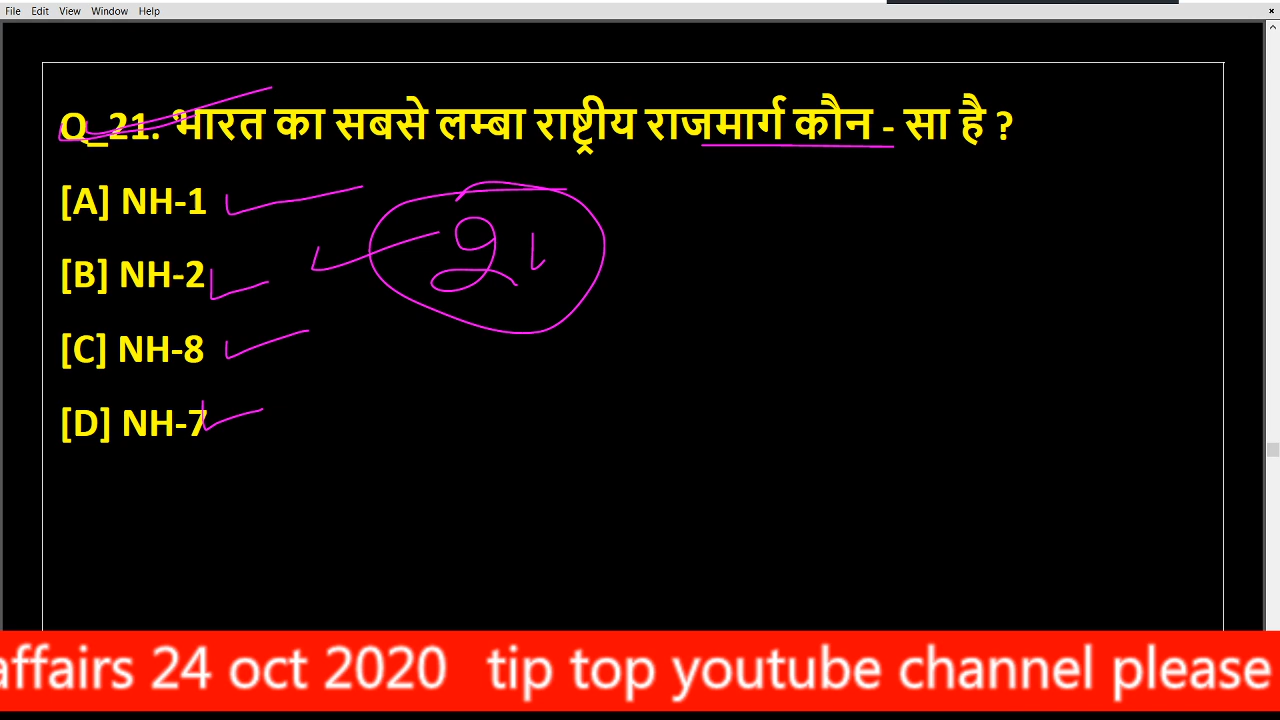 File Edit View Window Help
Q_21. भारत का सबसे लम्बा राष्ट्रीय राजमार्ग कौन - सा है ?
[A] NH-1
[B] NH-2
[C] NH-8
[D] NH-7
affairs 24 oct 2020 tip top youtube channel please